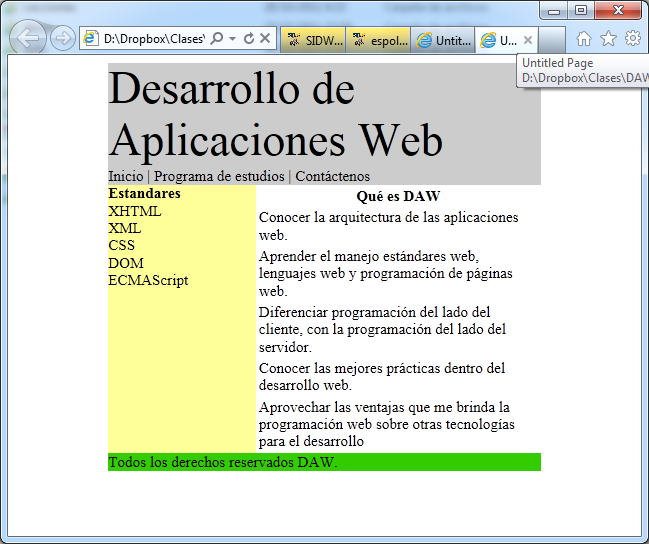 D:\Dropbox\Clases\
SIDW...
espol...
Untit...
U...
Untitled Page
D:\Dropbox\Clases\DAW
Desarrollo de
Aplicaciones Web
Inicio | Programa de estudios | Contáctenos
Estandares
XHTML
XML
CSS
DOM
ECMAScript
Qué es DAW
Conocer la arquitectura de las aplicaciones
web.
Aprender el manejo estándares web,
lenguajes web y programación de páginas
web.
Diferenciar programación del lado del
cliente, con la programación del lado del
servidor.
Conocer las mejores prácticas dentro del
desarrollo web.
Aprovechar las ventajas que me brinda la
programación web sobre otras tecnologías
para el desarrollo
Todos los derechos reservados DAW.